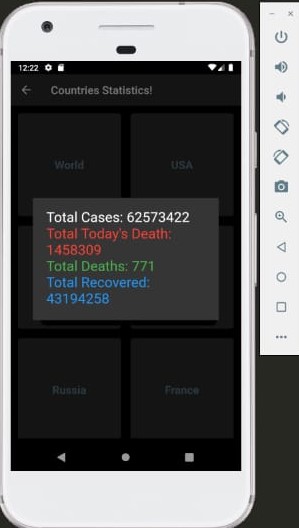 12:22
Countries Statistics!
World USA
Total Cases: 62573422
Total Today's Death:
1458309
Total Deaths: 771
Total Recovered:
43194258
Russia France